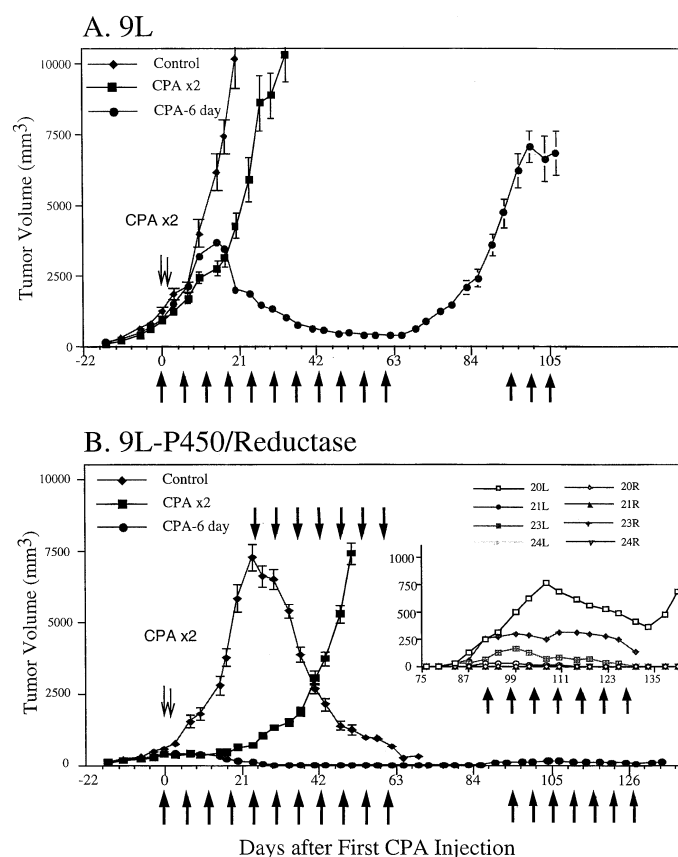 A. 9L
Tumor Volume (mm3)
10000
7500
5000
2500
0
Control
CPA x2
CPA-6 day
CPA x2
-22 0 21 42 63 84 105
B. 9L-P450/Reductase
Tumor Volume (mm3)
10000
7500
5000
2500
0
Control
CPA x2
CPA-6 day
CPA x2
20L 20R
21L 21R
23L 23R
24L 24R
1000
750
500
250
0
75 87 99 111 123 135
-22 0 21 42 63 84 105 126
Days after First CPA Injection